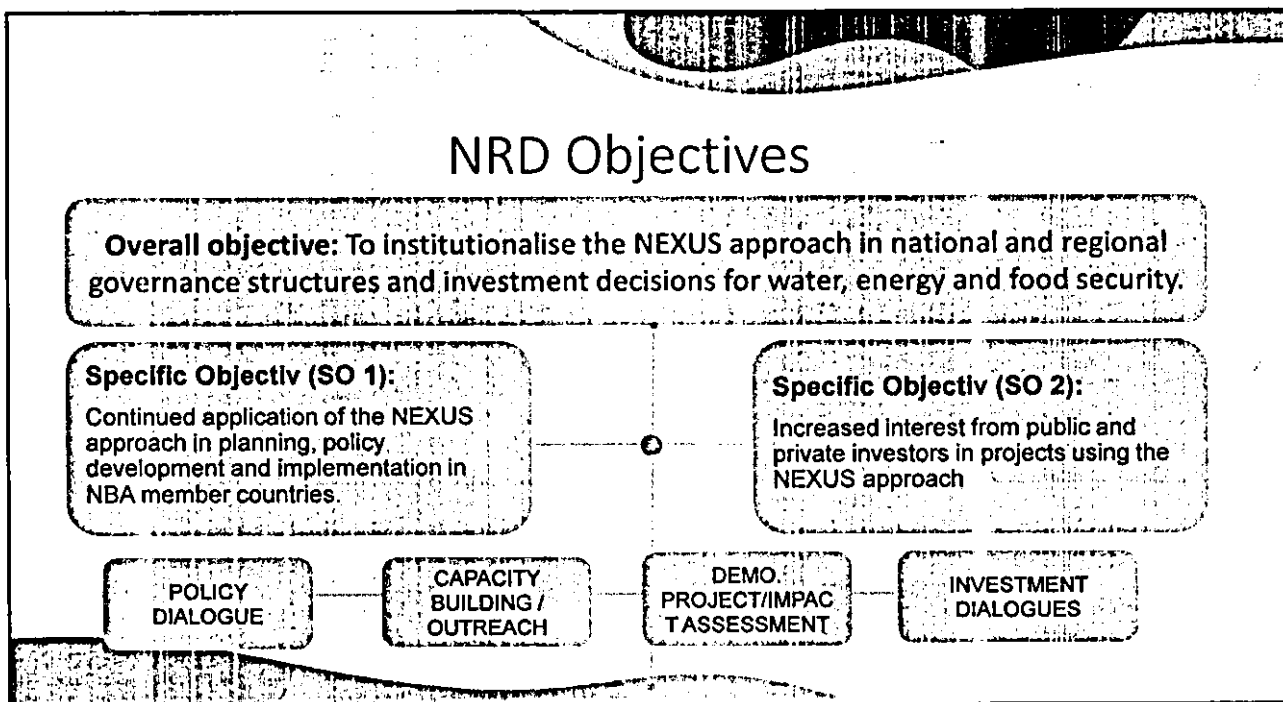 NRD Objectives
Overall objective: To institutionalise the NEXUS approach in national and regional
governance structures and investment decisions for water, energy and food security.
Specific Objectiv (SO 1):
Continued application of the NEXUS
approach in planning, policy
development and implementation in
NBA member countries.
Specific Objectiv (SO 2):
Increased interest from public and
private investors in projects using the
NEXUS approach
POLICY
DIALOGUE
CAPACITY
BUILDING /
OUTREACH
DEMO.
PROJECT/IMPAC
T ASSESSMENT
INVESTMENT
DIALOGUES